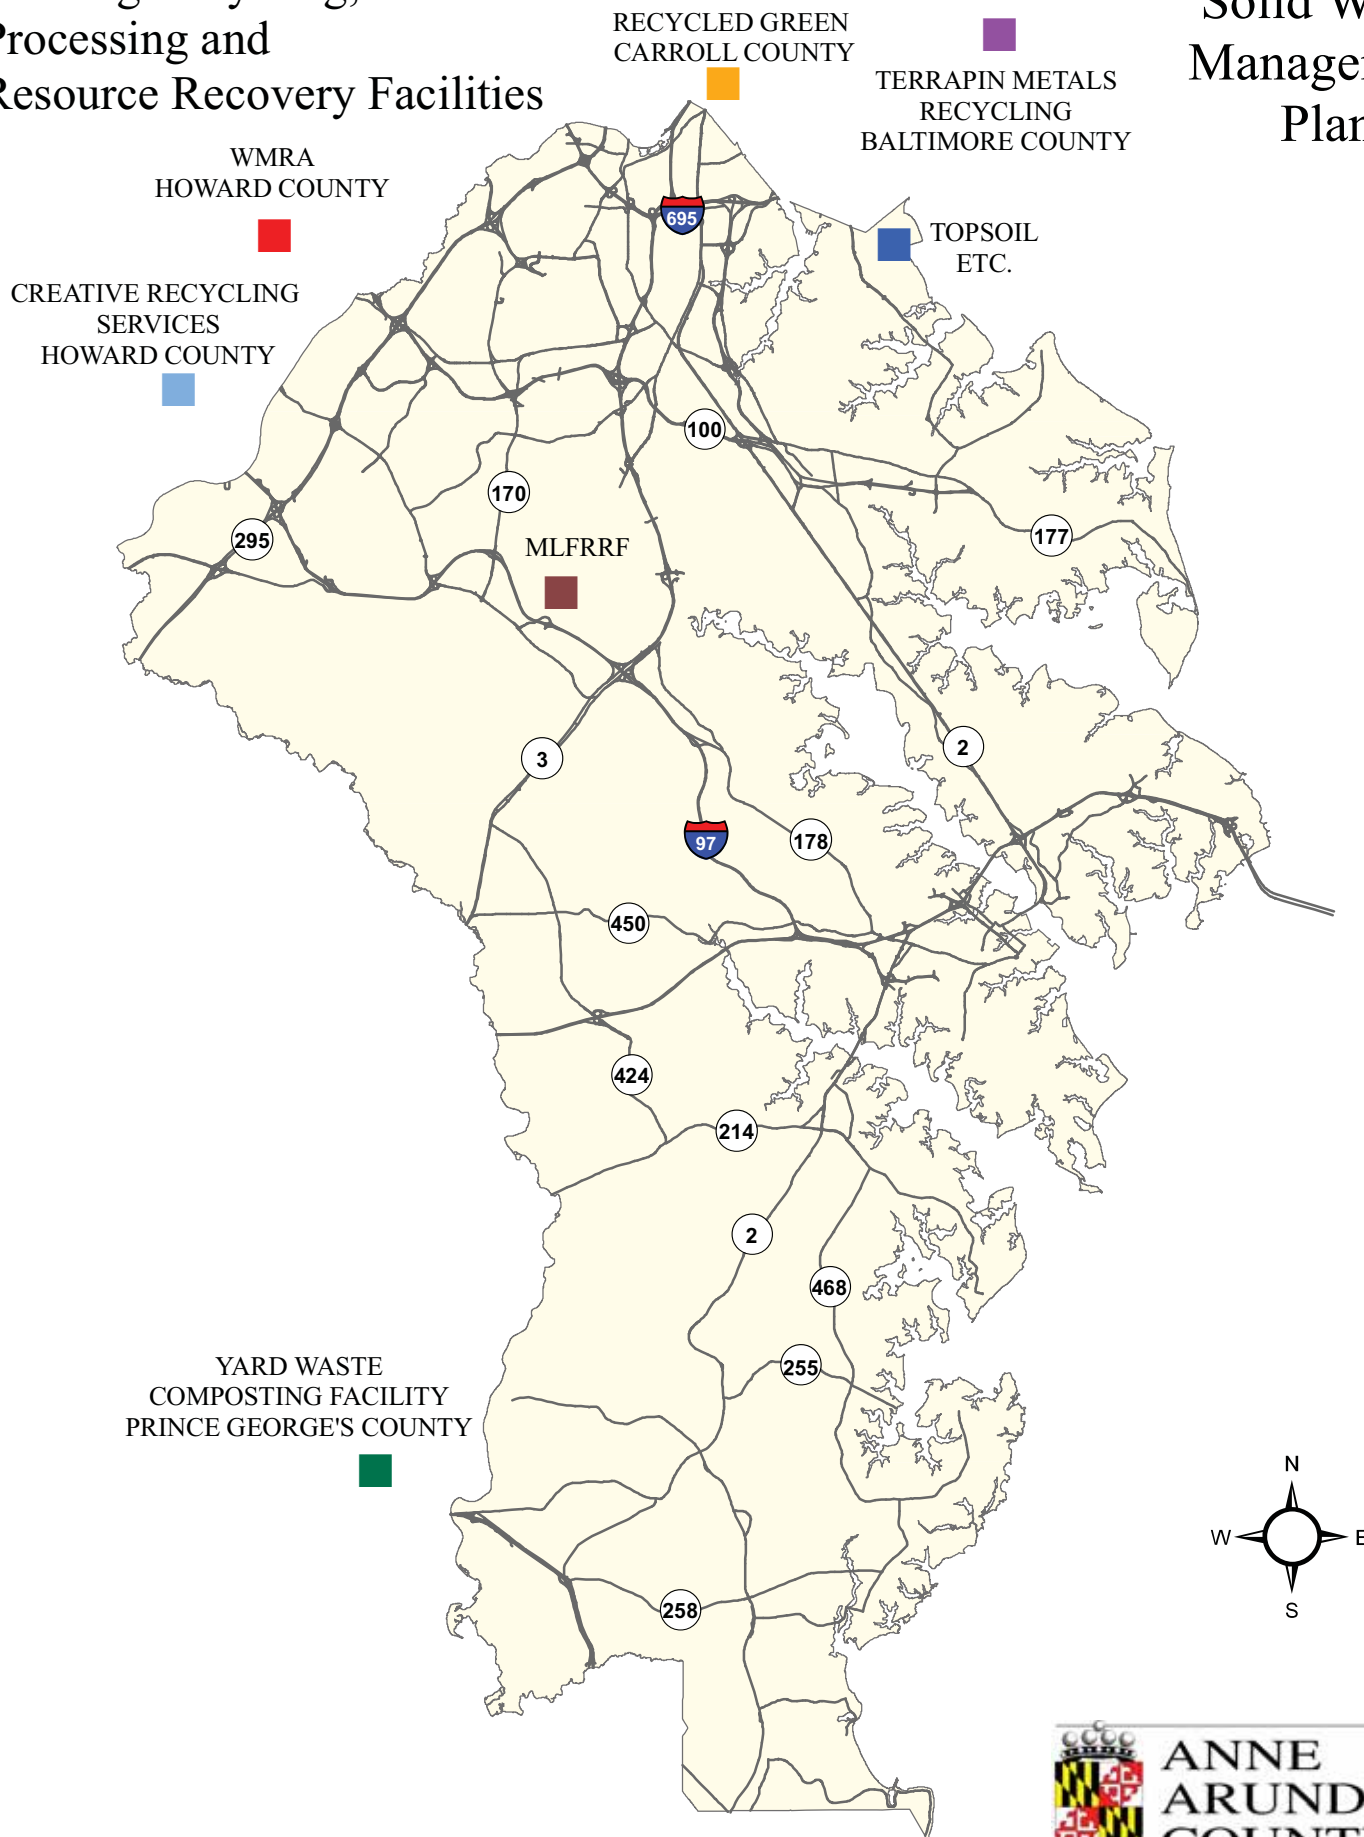 Processing and
Resource Recovery Facilities
Solid
Plan
RECYCLED GREEN
CARROLL COUNTY
TERRAPIN METALS
RECYCLING
BALTIMORE COUNTY
WMRA
HOWARD COUNTY
695
TOPSOIL
ETC.
CREATIVE RECYCLING
SERVICES
HOWARD COUNTY
100
170
177
295
MLFRRF
2
3
178
97
450
424
214
2
468
255
YARD WASTE
COMPOSTING FACILITY
PRINCE GEORGE'S COUNTY
258
N
W
E
S
ANNE